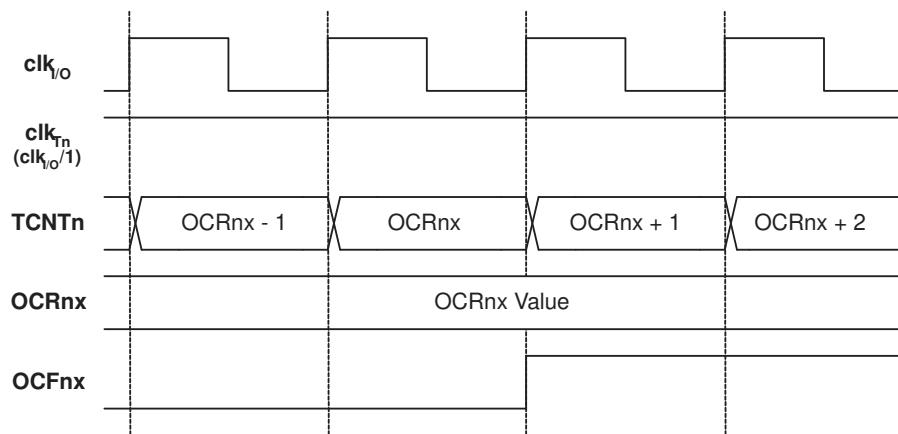 clkI/O
clkTn
(clkI/O/1)
TCNTn OCRnx - 1 OCRnx OCRnx + 1 OCRnx + 2
OCRnx OCRnx Value
OCFnx